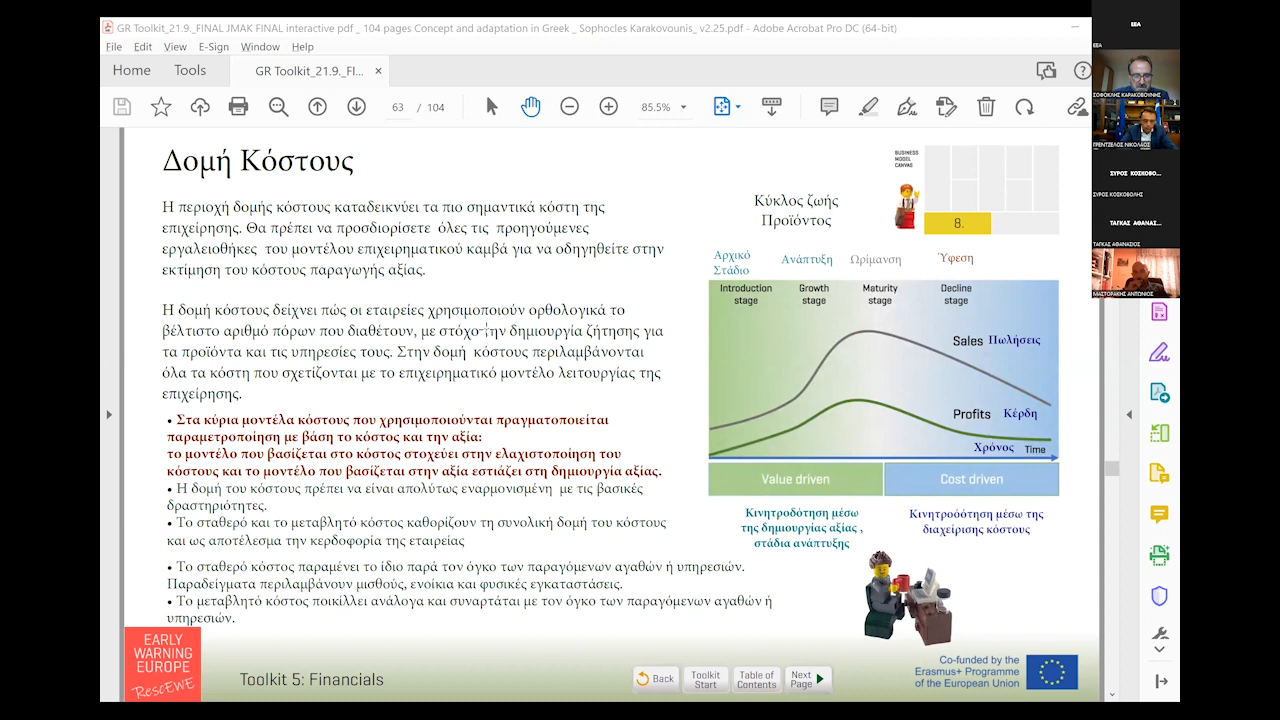 GR Toolkit_21.9._FINAL JMAK FINAL interactive pdf _ 104 pages Concept and adaptation in Greek _ Sophocles Karakovounis_ v2.25.pdf - Adobe Acrobat Pro DC (64-bit)
File Edit View E-Sign Window Help
Home Tools GR Toolkit_21.9._FI... ×
63 / 104 85.5%
Δομή Κόστους
Η περιοχή δομής κόστους καταδεικνύει τα πιο σημαντικά κόστη της
επιχείρησης. Θα πρέπει να προσδιορίσετε όλες τις προηγούμενες
εργαλειοθήκες του μοντέλου επιχειρηματικού καμβά για να οδηγηθείτε στην
εκτίμηση του κόστους παραγωγής αξίας.
Η δομή κόστους δείχνει πώς οι εταιρείες χρησιμοποιούν ορθολογικά το
βέλτιστο αριθμό πόρων που διαθέτουν, με στόχο την δημιουργία ζήτησης για
τα προϊόντα και τις υπηρεσίες τους. Στην δομή κόστους περιλαμβάνονται
όλα τα κόστη που σχετίζονται με το επιχειρηματικό μοντέλο λειτουργίας της
επιχείρησης.
• Στα κύρια μοντέλα κόστους που χρησιμοποιούνται πραγματοποιείται
παραμετροποίηση με βάση το κόστος και την αξία:
το μοντέλο που βασίζεται στο κόστος στοχεύει στην ελαχιστοποίηση του
κόστους και το μοντέλο που βασίζεται στην αξία εστιάζει στη δημιουργία αξίας.
• Η δομή του κόστους πρέπει να είναι απολύτως εναρμονισμένη με τις βασικές
δραστηριότητες.
• Το σταθερό και το μεταβλητό κόστος καθορίζουν τη συνολική δομή του κόστους
και ως αποτέλεσμα την κερδοφορία της εταιρείας
• Το σταθερό κόστος παραμένει το ίδιο παρά τον όγκο των παραγόμενων αγαθών ή υπηρεσιών.
Παραδείγματα περιλαμβάνουν μισθούς, ενοίκια και φυσικές εγκαταστάσεις.
• Το μεταβλητό κόστος ποικίλλει ανάλογα και συναρτάται με τον όγκο των παραγόμενων αγαθών ή
υπηρεσιών.
Κύκλος ζωής
Προϊόντος
BUSINESS
MODEL
CANVAS
8.
Αρχικό
Στάδιο
Ανάπτυξη
Ωρίμανση
Ύφεση
Introduction
stage
Growth
stage
Maturity
stage
Decline
stage
Sales Πωλήσεις
Profits Κέρδη
Χρόνος Time
Value driven
Cost driven
Κινητροδότηση μέσω
της δημιουργίας αξίας ,
στάδια ανάπτυξης
Κινητροόότηση μέσω της
διαχείρισης κόστους
EARLY
WARNING
EUROPE
RescEWE
Toolkit 5: Financials
Back
Toolkit
Start
Table of
Contents
Next
Page
Co-funded by the
Erasmus+ Programme
of the European Union
ΕΕΑ
ΕΕΑ
ΣΟΦΟΚΛΗΣ ΚΑΡΑΚΟΒΟΥΝΗΣ
ΓΡΕΝΤΖΕΛΟΣ ΝΙΚΟΛΑΟΣ
ΣΥΡΟΣ ΚΟΣΚΟΒΟ...
ΣΥΡΟΣ ΚΟΣΚΟΒΟΛΗΣ
ΤΑΓΚΑΣ ΑΘΑΝΑΣ...
ΤΑΓΚΑΣ ΑΘΑΝΑΣΙΟΣ
ΜΑΣΤΟΡΑΚΗΣ ΑΝΤΩΝΙΟΣ